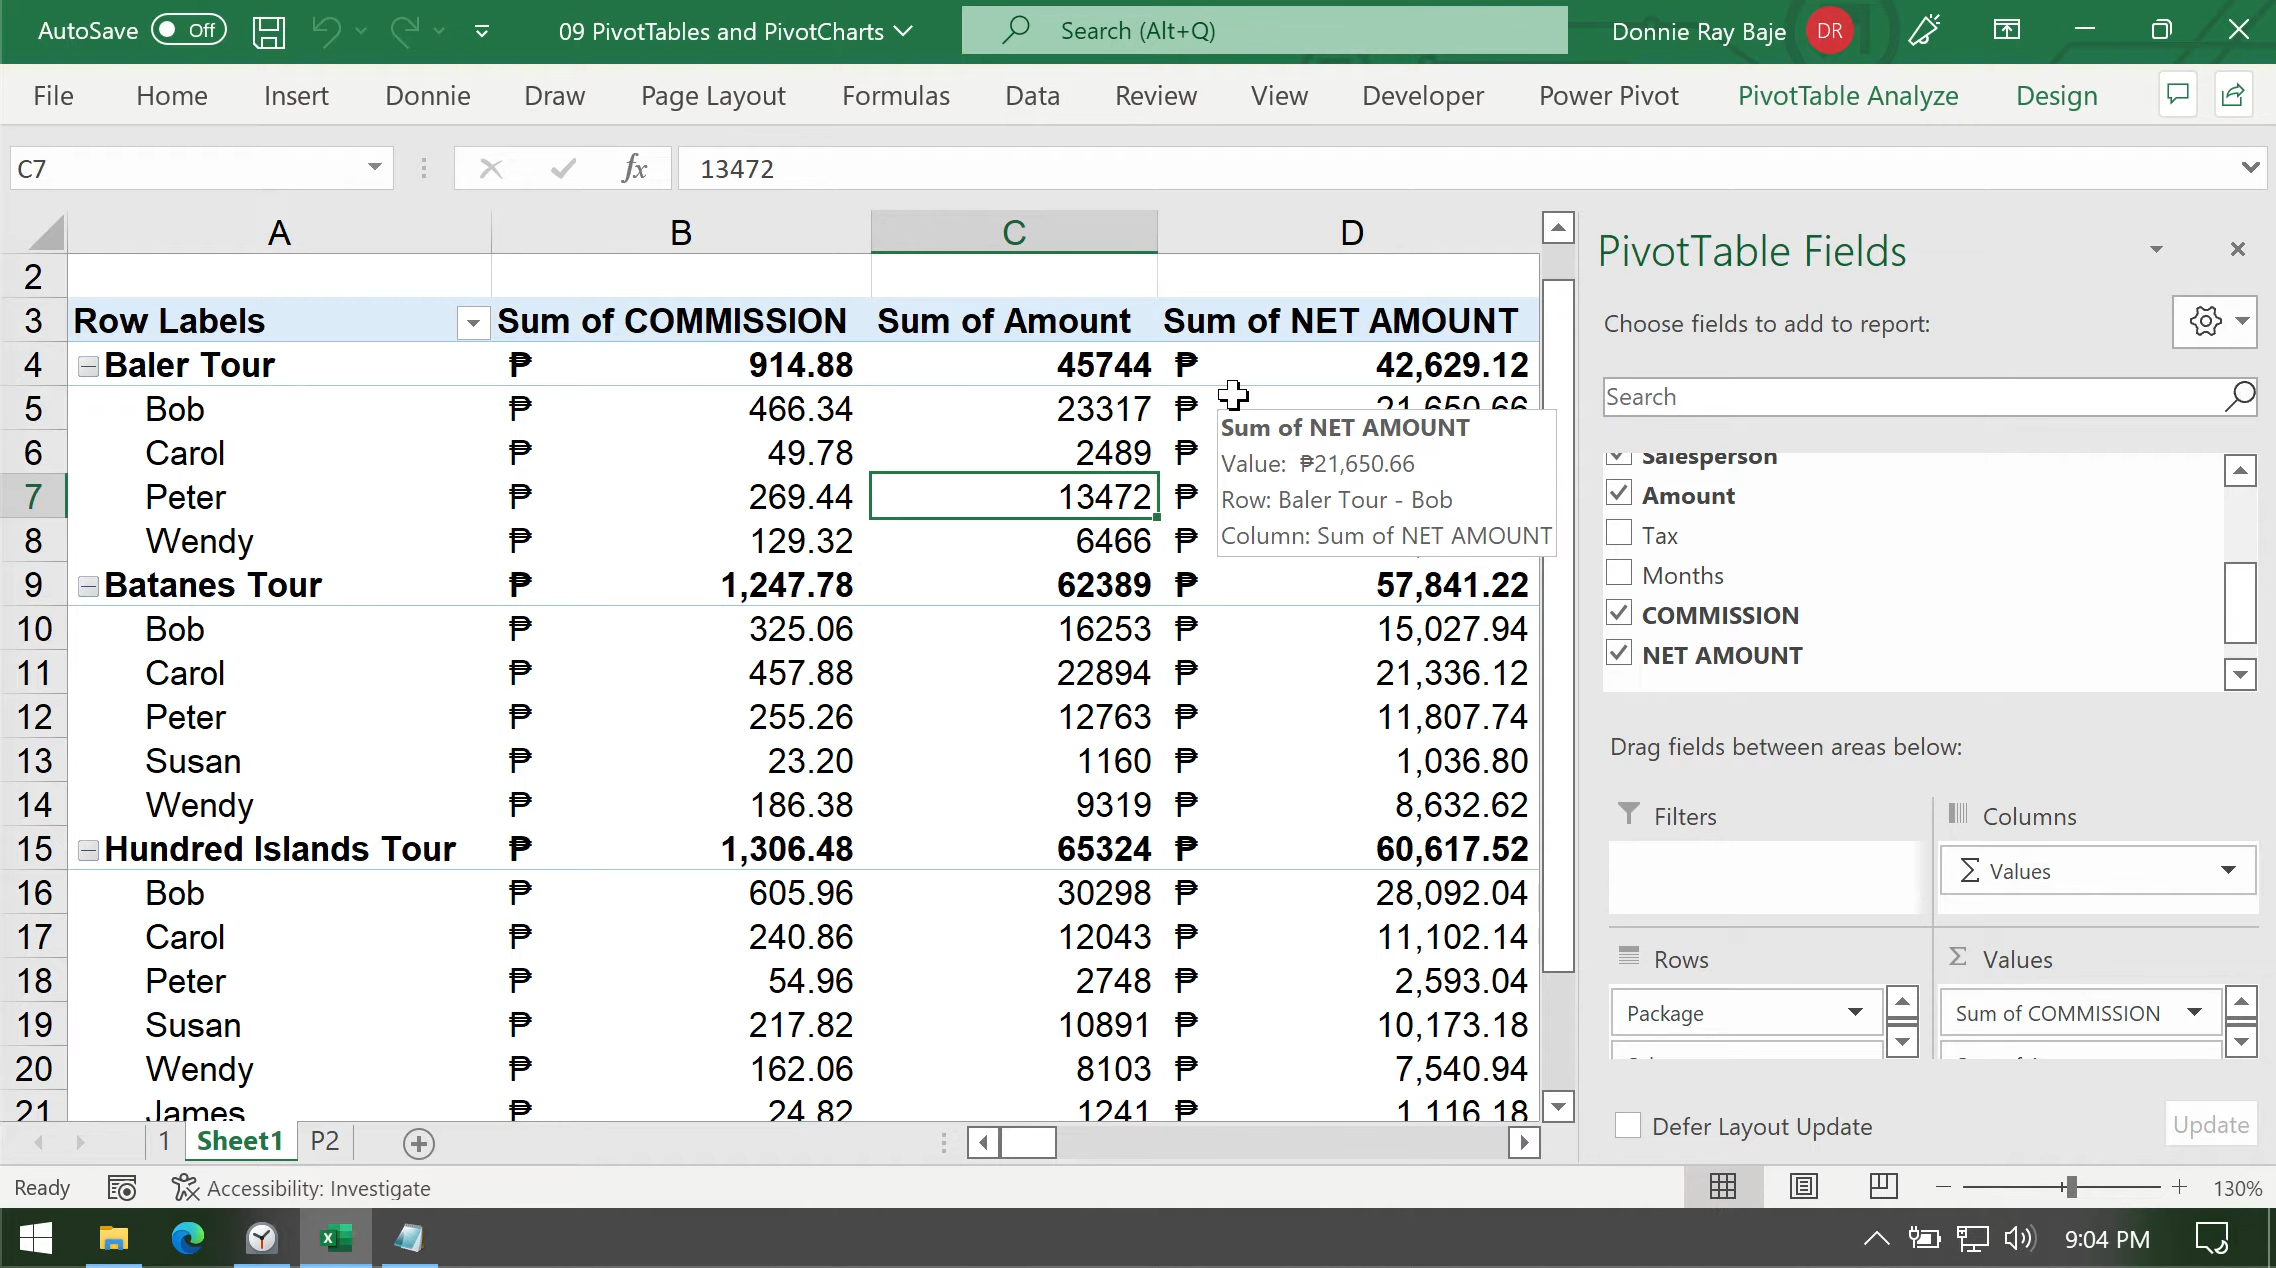 AutoSave Off 09 PivotTables and PivotCharts Search (Alt+Q) Donnie Ray Baje DR
File Home Insert Donnie Draw Page Layout Formulas Data Review View Developer Power Pivot PivotTable Analyze Design
C7 fx 13472
A B C D
2
3 Row Labels Sum of COMMISSION Sum of Amount Sum of NET AMOUNT
4 Baler Tour ₱ 914.88 45744 ₱ 42,629.12
5 Bob ₱ 466.34 23317 ₱ 21,650.66
6 Carol ₱ 49.78 2489 ₱
7 Peter ₱ 269.44 13472 ₱
8 Wendy ₱ 129.32 6466 ₱
Sum of NET AMOUNT
Value: ₱21,650.66
Row: Baler Tour - Bob
Column: Sum of NET AMOUNT
9 Batanes Tour ₱ 1,247.78 62389 ₱ 57,841.22
10 Bob ₱ 325.06 16253 ₱ 15,027.94
11 Carol ₱ 457.88 22894 ₱ 21,336.12
12 Peter ₱ 255.26 12763 ₱ 11,807.74
13 Susan ₱ 23.20 1160 ₱ 1,036.80
14 Wendy ₱ 186.38 9319 ₱ 8,632.62
15 Hundred Islands Tour ₱ 1,306.48 65324 ₱ 60,617.52
16 Bob ₱ 605.96 30298 ₱ 28,092.04
17 Carol ₱ 240.86 12043 ₱ 11,102.14
18 Peter ₱ 54.96 2748 ₱ 2,593.04
19 Susan ₱ 217.82 10891 ₱ 10,173.18
20 Wendy ₱ 162.06 8103 ₱ 7,540.94
21 James ₱ 24.82 1241 ₱ 1,116.18
PivotTable Fields
Choose fields to add to report:
Search
Salesperson
Amount
Tax
Months
COMMISSION
NET AMOUNT
Drag fields between areas below:
Filters Columns
Σ Values
Rows Σ Values
Package Sum of COMMISSION
Defer Layout Update Update
1 Sheet1 P2
Ready Accessibility: Investigate 130%
9:04 PM